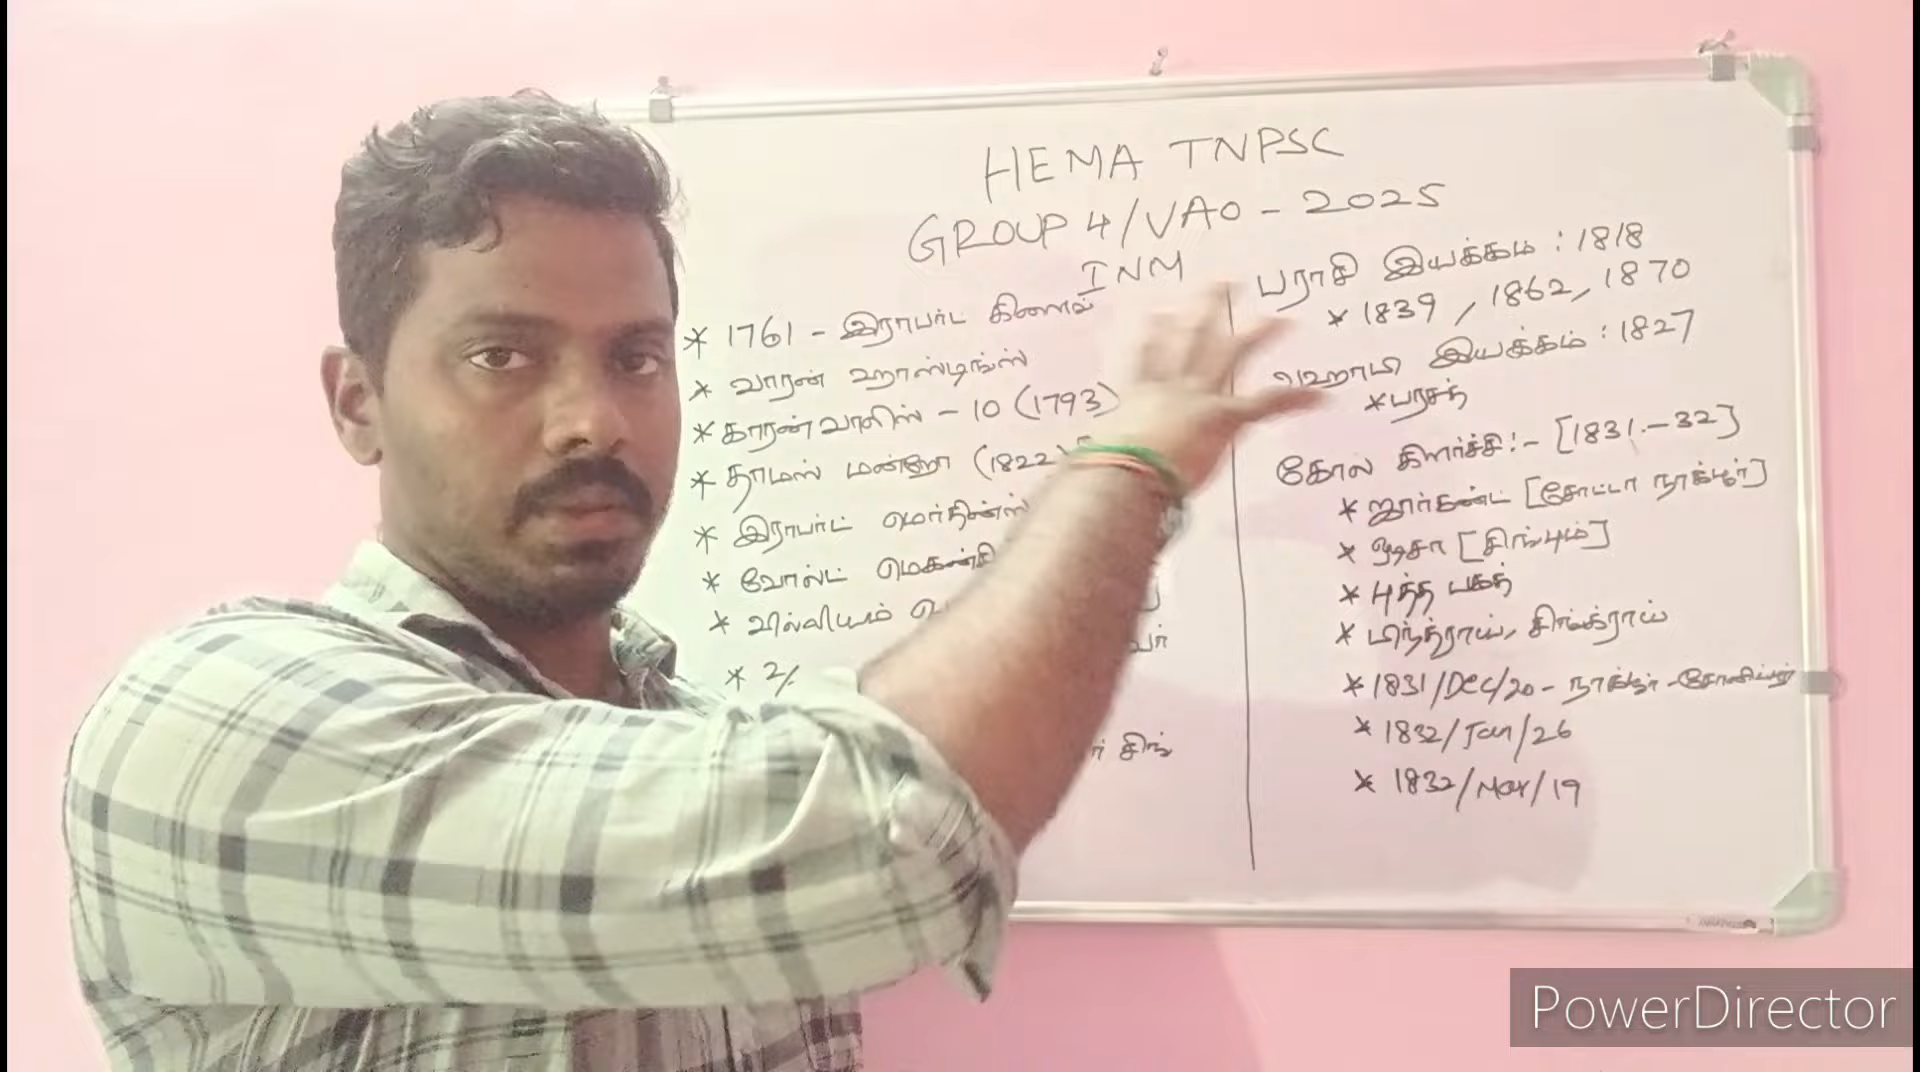 HEMA TNPSC
GROUP 4/VAO - 2025
INM
* 1761 - இராபர்ட் கிளைவ்
* வாரன் ஹாஸ்டிங்ஸ்
* காரன்வாலிஸ் - 10 (1793)
* தாமஸ் மன்றோ (1822)
* இராபர்ட் மெர்தின்ஸ்
* ஹோல்ட் மெகன்சி
* வில்லியம்
* 2/
சிங்
பராசி இயக்கம் : 1818
* 1839, 1862, 1870
வஹாபி இயக்கம் : 1827
* பரசத்
கோல் கிளர்ச்சி :- [1831 - 32]
* ஜார்கண்ட் [சோட்டா நாக்பூர்]
* ஒடிசா [சிங்பும்]
* புத்த பகத்
* பிந்த்ராய், சிங்க்ராய்
* 1831/Dec/20 - நாக்பூர் - சோனிப்பூர்
* 1832/Jan/26
* 1832/Mar/19
PowerDirector